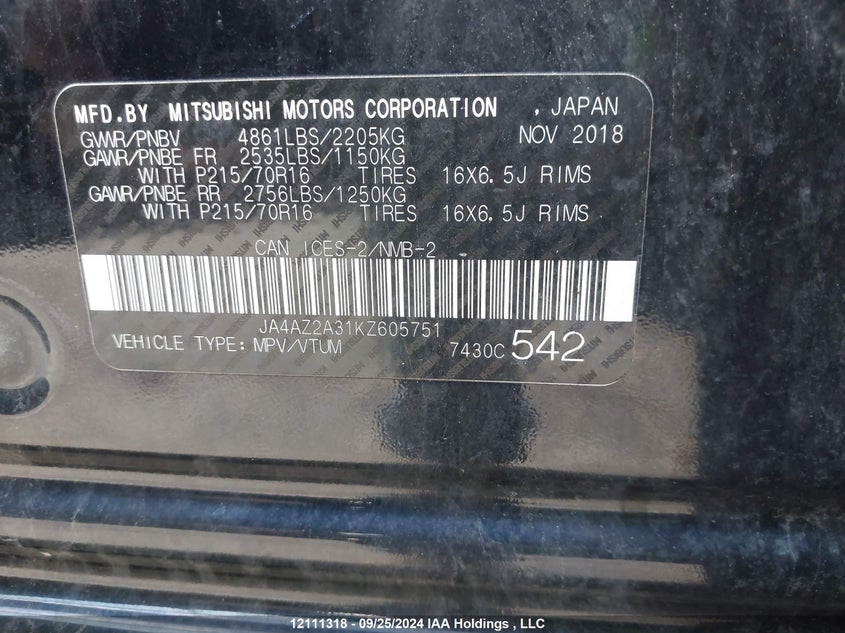 MFD.BY MITSUBISHI MOTORS CORPORATION , JAPAN
GVWR/PNBV 4861LBS/2205KG NOV 2018
GAWR/PNBE FR 2535LBS/1150KG
WITH P215/70R16 TIRES 16X6.5J RIMS
GAWR/PNBE RR 2756LBS/1250KG
WITH P215/70R16 TIRES 16X6.5J RIMS
CAN ICES-2/NMB-2
JA4AZ2A31KZ605751
VEHICLE TYPE: MPV/VTUM 7430C 542
12111318 - 09/25/2024 IAA Holdings , LLC